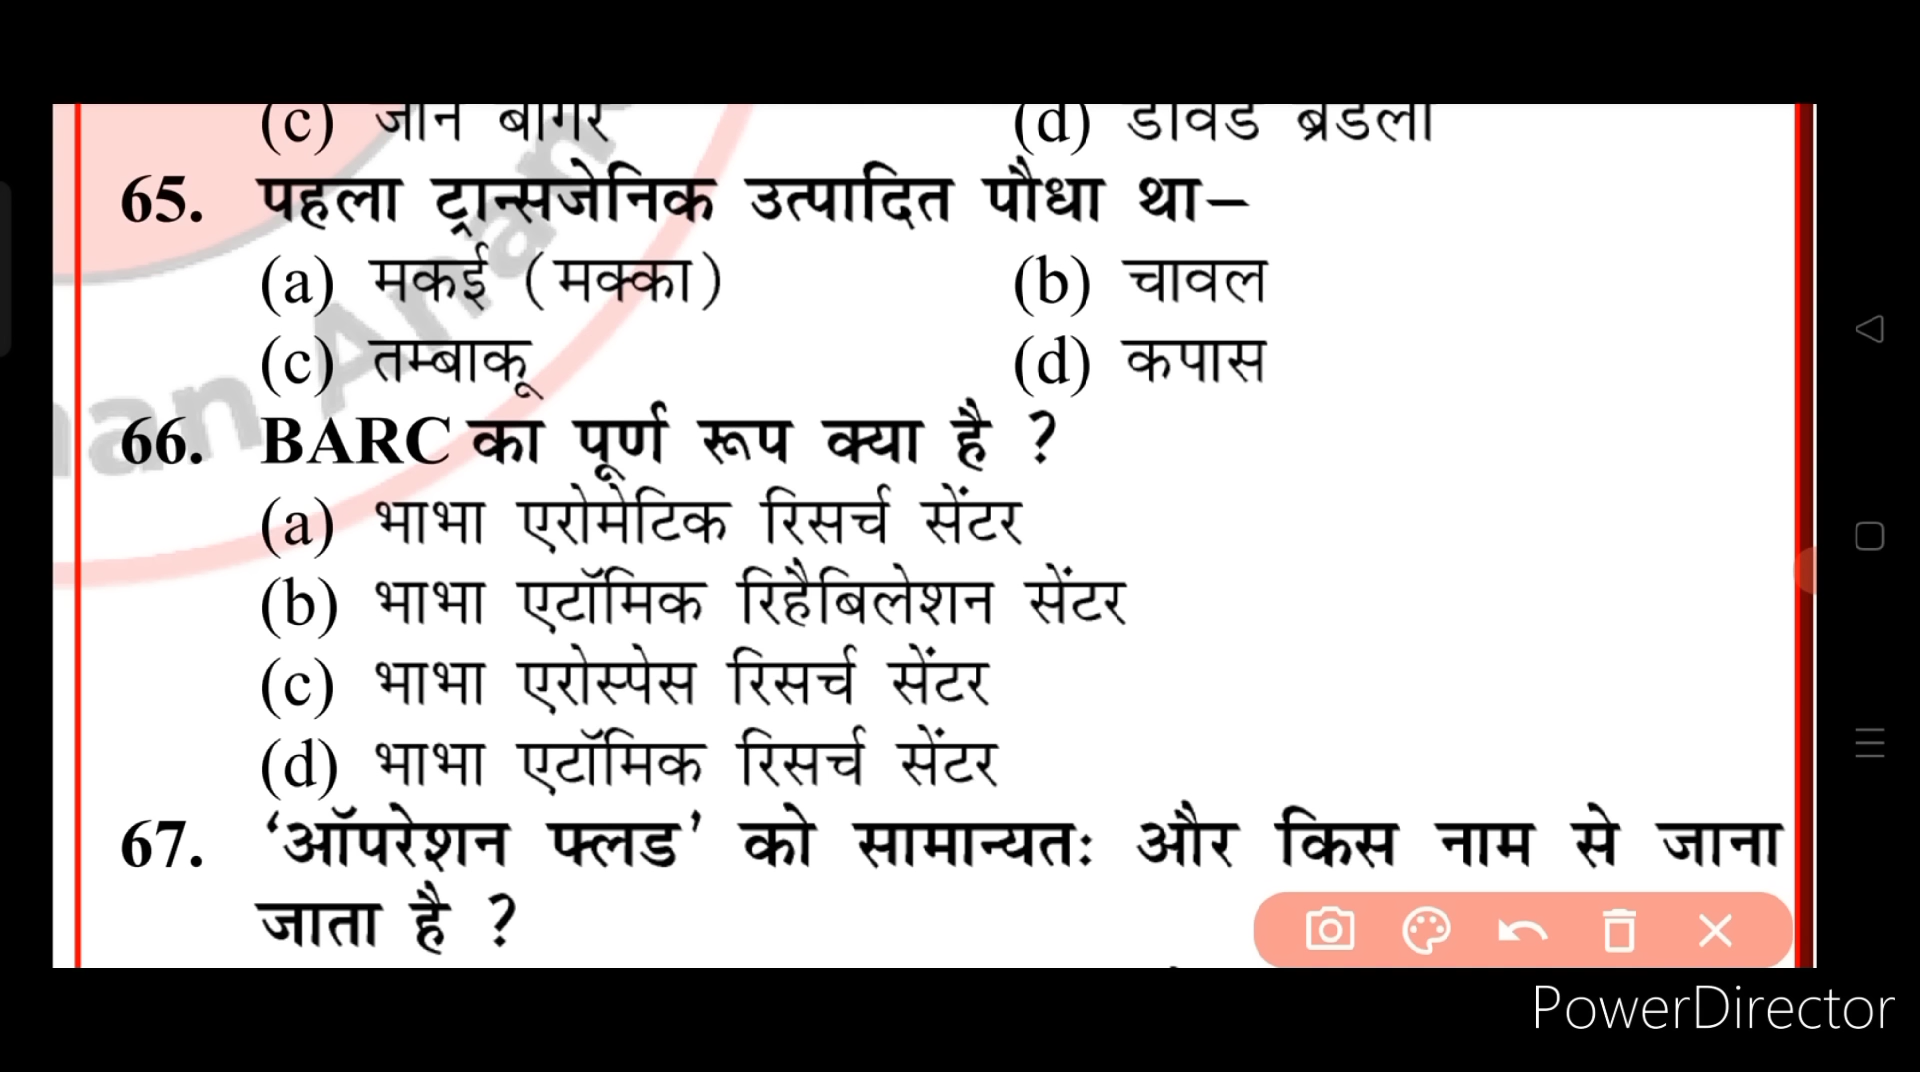 (c) जॉन बार्गर (d) डेविड ब्रेडली
65. पहला ट्रान्सजेनिक उत्पादित पौधा था–
(a) मकई (मक्का) (b) चावल
(c) तम्बाकू (d) कपास
66. BARC का पूर्ण रूप क्या है ?
(a) भाभा एरोमेटिक रिसर्च सेंटर
(b) भाभा एटॉमिक रिहैबिलेशन सेंटर
(c) भाभा एरोस्पेस रिसर्च सेंटर
(d) भाभा एटॉमिक रिसर्च सेंटर
67. ‘ऑपरेशन फ्लड’ को सामान्यतः और किस नाम से जाना
जाता है ?
PowerDirector